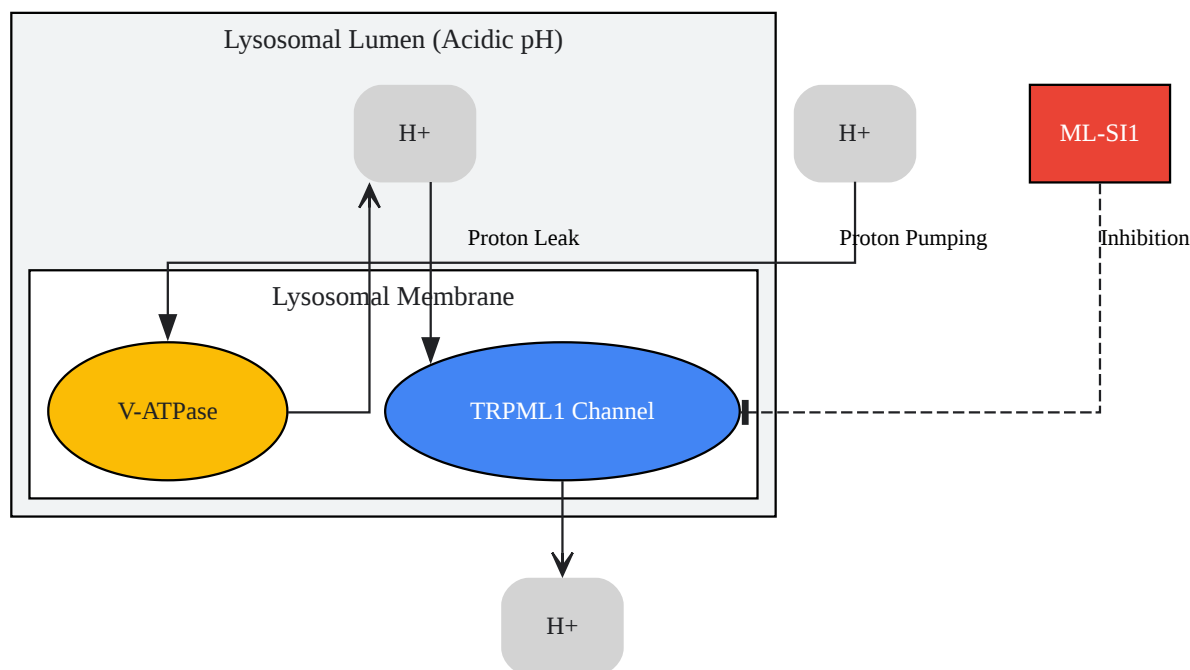 Lysosomal Lumen (Acidic pH)
H+
H+
ML-SI1
Proton Leak
Proton Pumping
Inhibition
Lysosomal Membrane
V-ATPase
TRPML1 Channel
H+